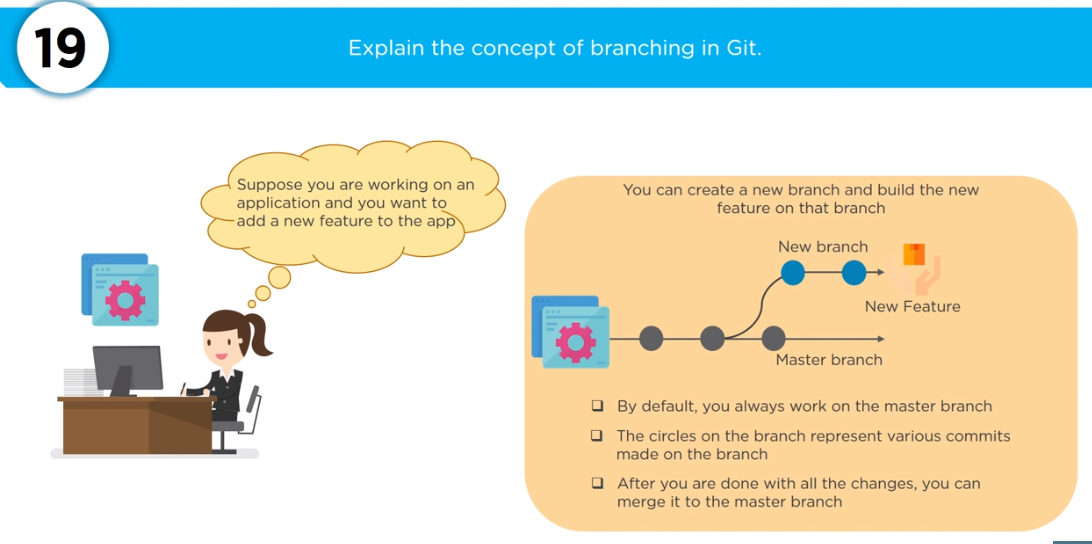 19
Explain the concept of branching in Git.
Suppose you are working on an
application and you want to
add a new feature to the app
You can create a new branch and build the new
feature on that branch
New branch
New Feature
Master branch
By default, you always work on the master branch
The circles on the branch represent various commits
made on the branch
After you are done with all the changes, you can
merge it to the master branch